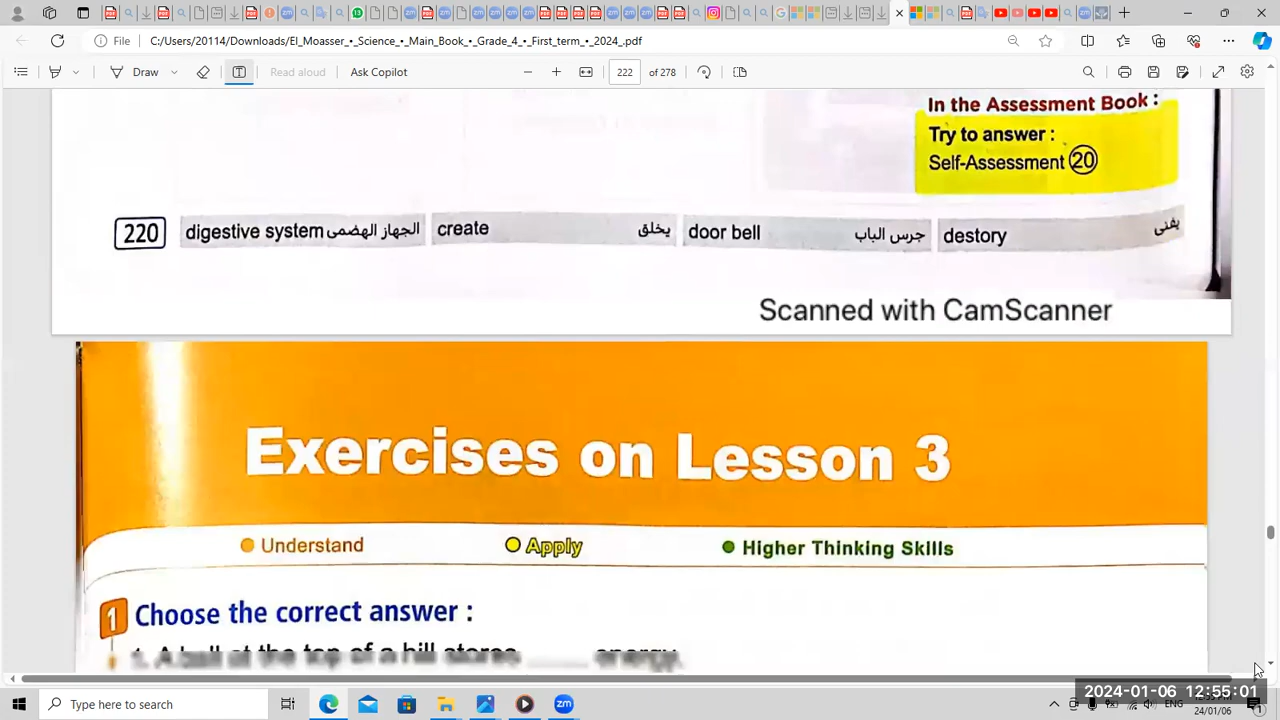 File
C:/Users/20114/Downloads/El_Moasser_•_Science_•_Main_Book_•_Grade_4_•_First_term_•_2024_.pdf
Draw
Read aloud
Ask Copilot
222
of 278
In the Assessment Book :
Try to answer :
Self-Assessment 20
220
digestive system الجهاز الهضمى
create يخلق
door bell جرس الباب
destory يفنى
Scanned with CamScanner
Exercises on Lesson 3
Understand
Apply
Higher Thinking Skills
1 Choose the correct answer :
1. A ball at the top of a hill stores ...... energy.
Type here to search
ENG
2024-01-06 12:55:01
24/01/06